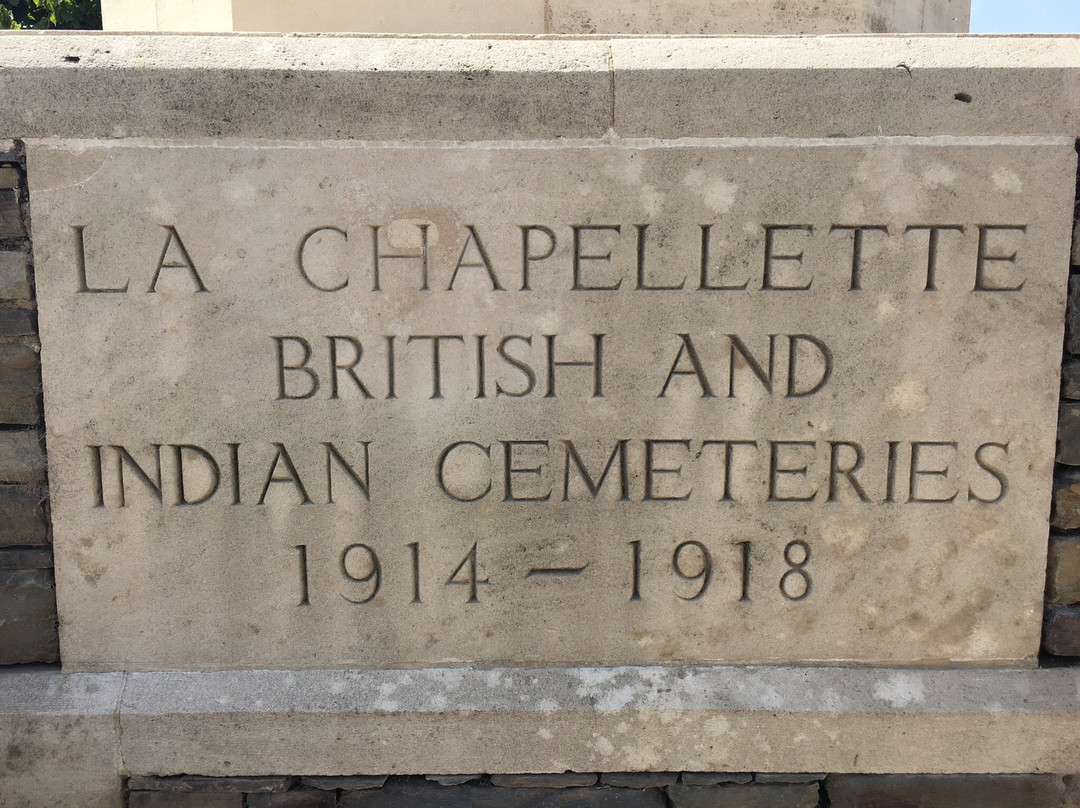 LA CHAPELLETTE
BRITISH AND
INDIAN CEMETERIES
1914 – 1918